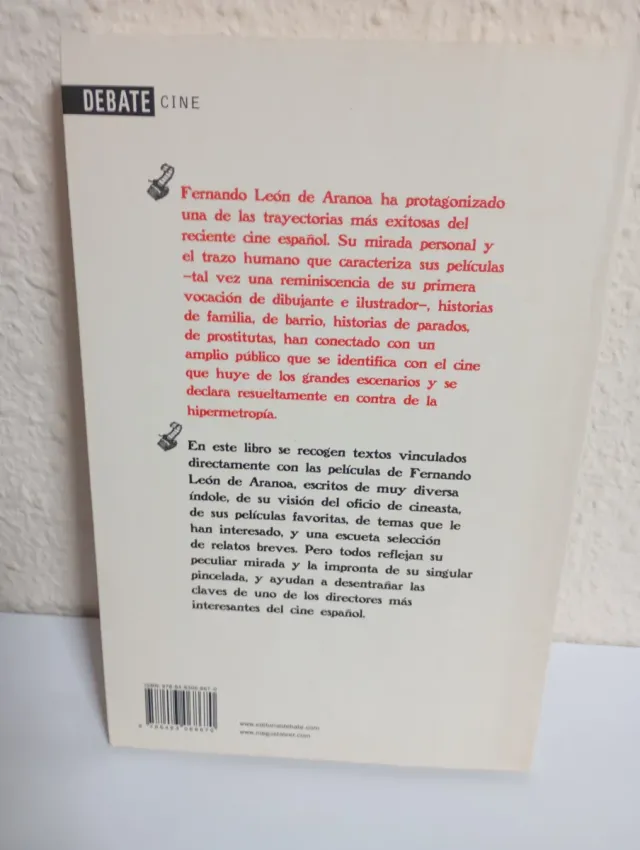 DEBATE CINE
Fernando León de Aranoa ha protagonizado
una de las trayectorias más exitosas del
reciente cine español. Su mirada personal y
el trazo humano que caracteriza sus películas
–tal vez una reminiscencia de su primera
vocación de dibujante e ilustrador–, historias
de familia, de barrio, historias de parados,
de prostitutas, han conectado con un
amplio público que se identifica con el cine
que huye de los grandes escenarios y se
declara resueltamente en contra de la
hipermetropía.
En este libro se recogen textos vinculados
directamente con las películas de Fernando
León de Aranoa, escritos de muy diversa
índole, de su visión del oficio de cineasta,
de sus películas favoritas, de temas que le
han interesado, y una escueta selección
de relatos breves. Pero todos reflejan su
peculiar mirada y la impronta de su singular
pincelada, y ayudan a desentrañar las
claves de uno de los directores más
interesantes del cine español.
www.editorialdebate.com